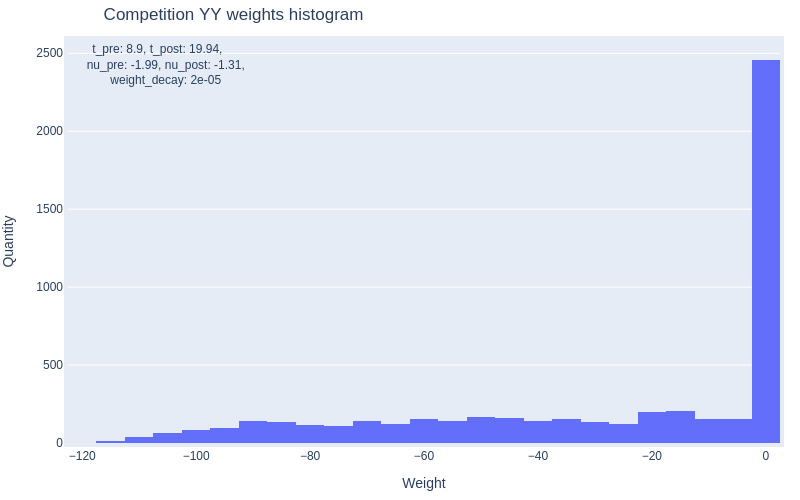 Competition YY weights histogram
t_pre: 8.9, t_post: 19.94,
nu_pre: -1.99, nu_post: -1.31,
weight_decay: 2e-05
2500
2000
1500
1000
500
0
Quantity
−120 −100 −80 −60 −40 −20 0
Weight